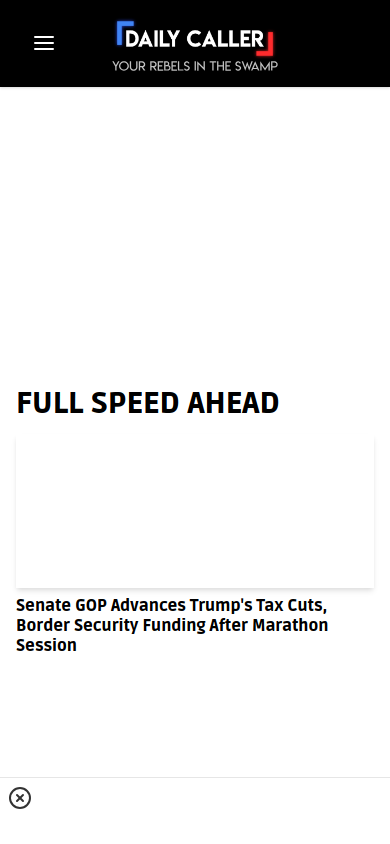 DAILY CALLER
YOUR REBELS IN THE SWAMP
FULL SPEED AHEAD
Senate GOP Advances Trump's Tax Cuts,
Border Security Funding After Marathon
Session